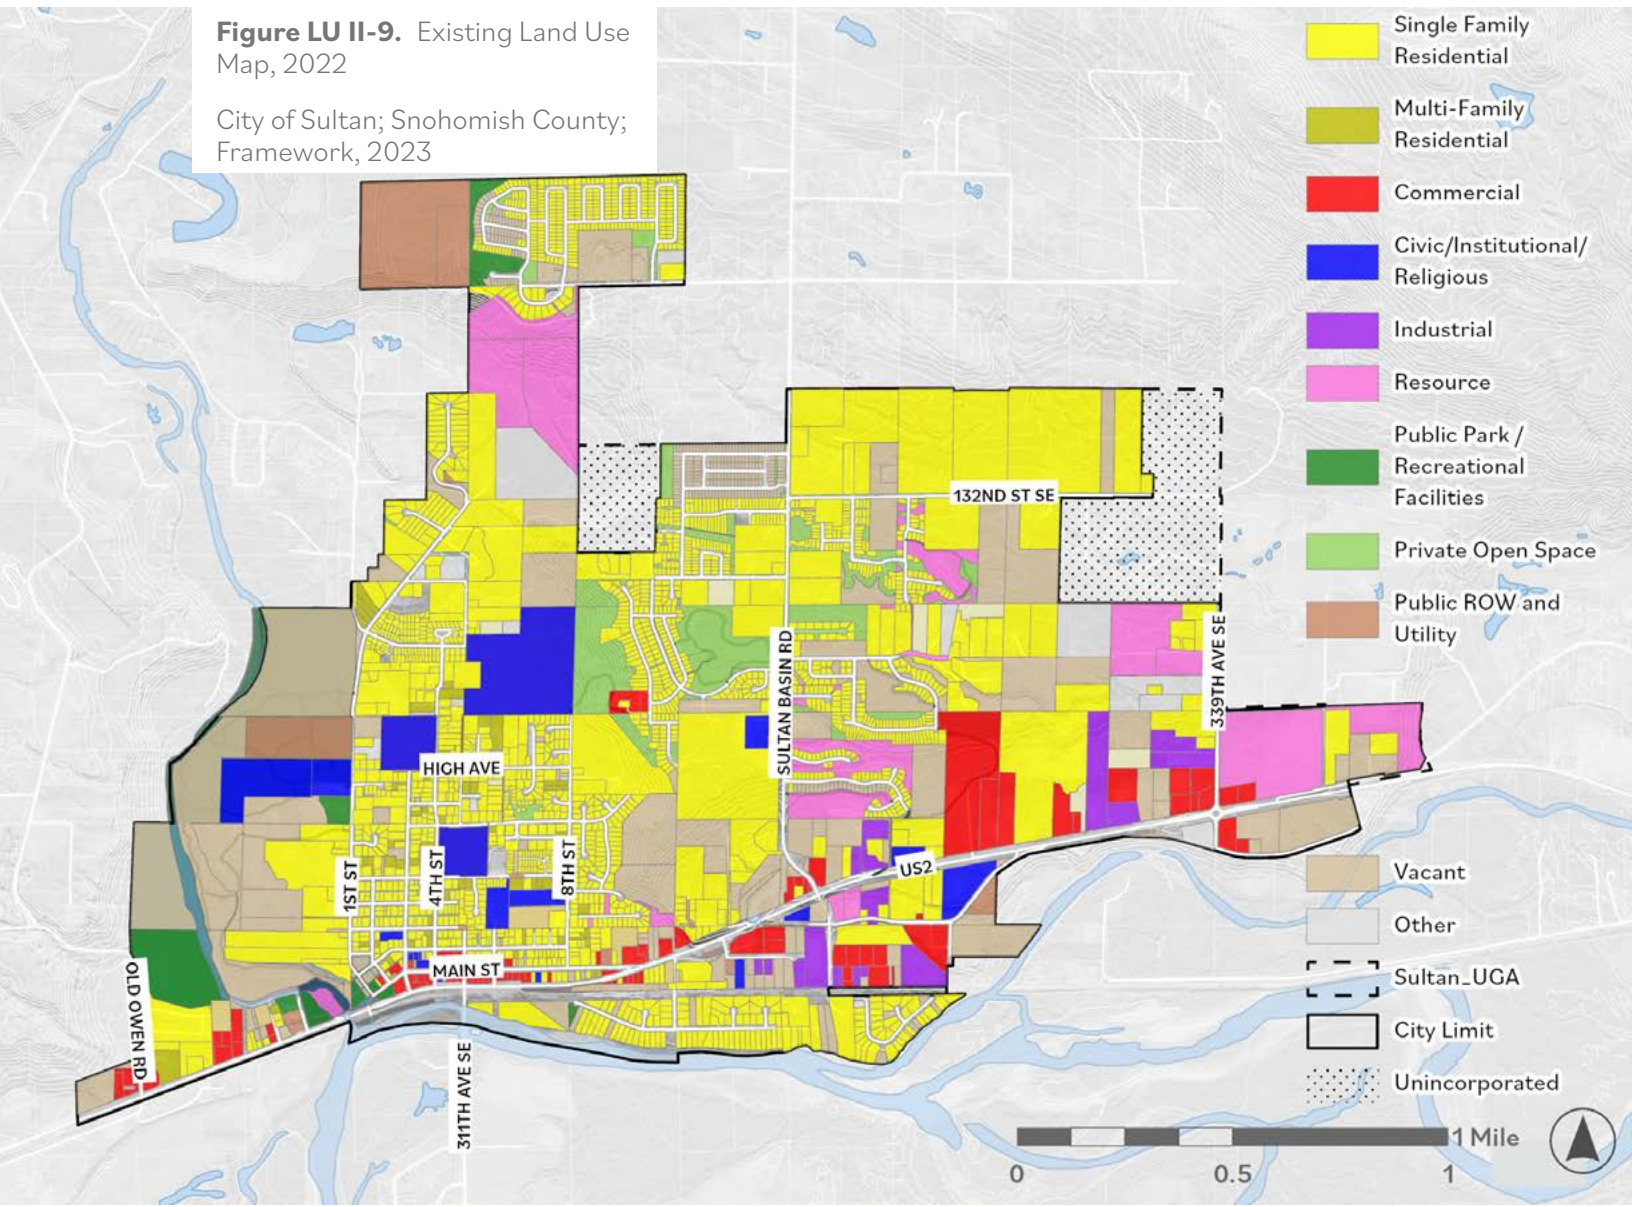 Figure LU II-9. Existing Land Use
Map, 2022
City of Sultan; Snohomish County;
Framework, 2023
Single Family
Residential
Multi-Family
Residential
Commercial
Civic/Institutional/
Religious
Industrial
Resource
Public Park /
Recreational
Facilities
Private Open Space
Public ROW and
Utility
Vacant
Other
Sultan_UGA
City Limit
Unincorporated
132ND ST SE
SULTAN BASIN RD
339TH AVE SE
HIGH AVE
1ST ST
4TH ST
8TH ST
US2
MAIN ST
OLD OWEN RD
311TH AVE SE
1 Mile
0
0.5
1